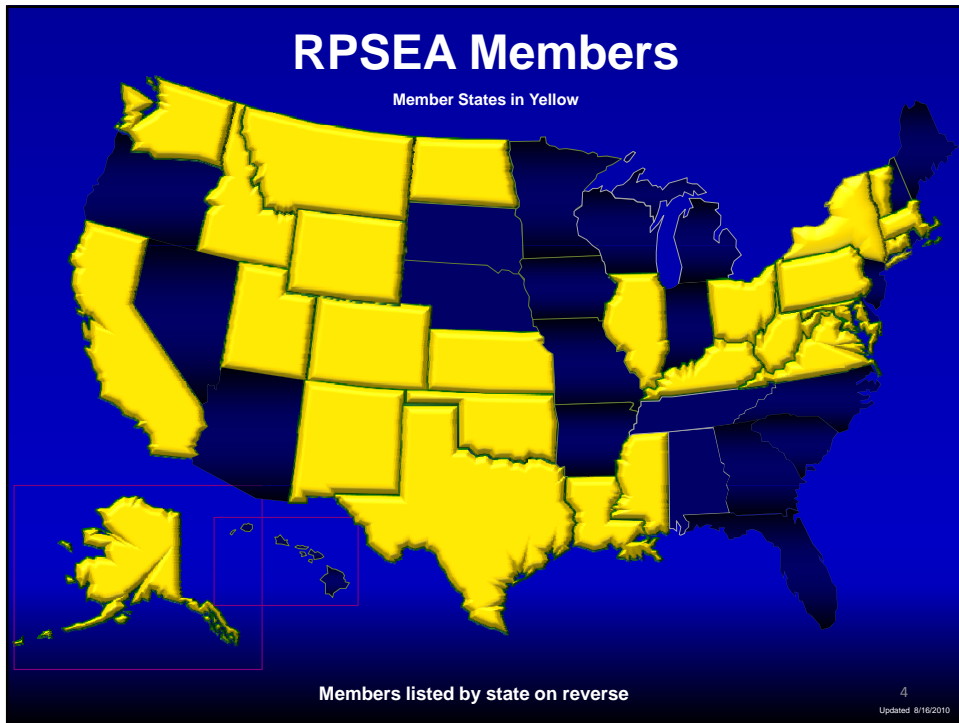 RPSEA Members
Member States in Yellow
Members listed by state on reverse
4
Updated 8/16/2010